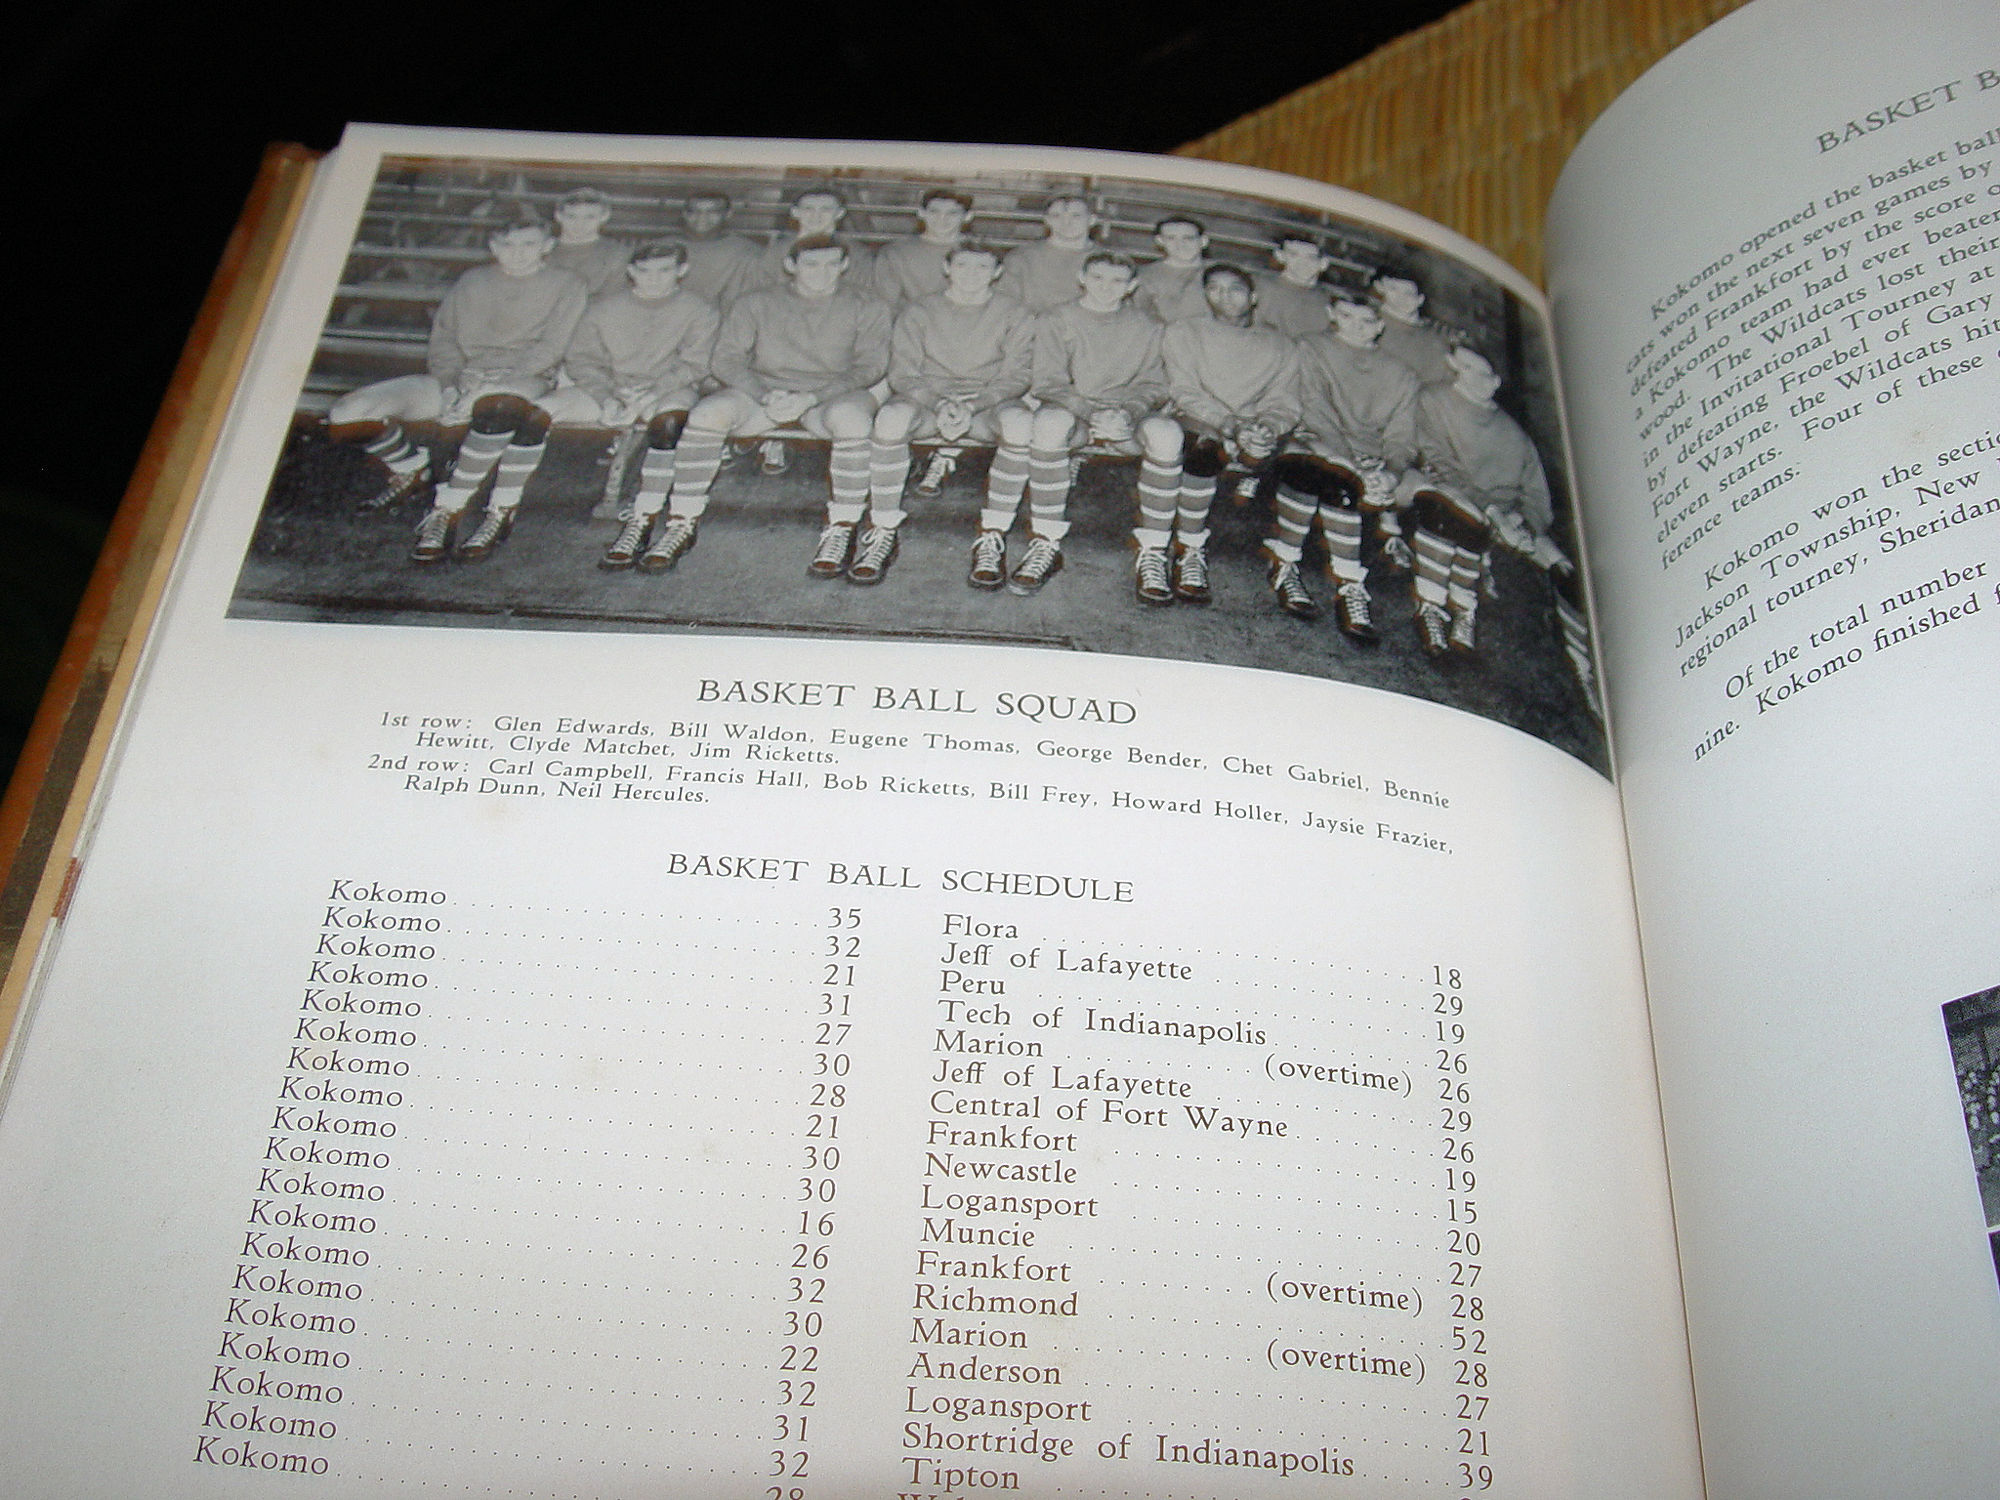 BASKET BALL SQUAD
1st row: Glen Edwards, Bill Waldon, Eugene Thomas, George Bender, Chet Gabriel, Bennie
Hewitt, Clyde Matchet, Jim Ricketts.
2nd row: Carl Campbell, Francis Hall, Bob Ricketts, Bill Frey, Howard Holler, Jaysie Frazier,
Ralph Dunn, Neil Hercules.
BASKET BALL SCHEDULE
Kokomo 35 Flora 18
Kokomo 32 Jeff of Lafayette 29
Kokomo 21 Peru 19
Kokomo 31 Tech of Indianapolis 26
Kokomo 27 Marion (overtime) 26
Kokomo 30 Jeff of Lafayette 29
Kokomo 28 Central of Fort Wayne 26
Kokomo 21 Frankfort 19
Kokomo 30 Newcastle 15
Kokomo 30 Logansport 20
Kokomo 16 Muncie 27
Kokomo 26 Frankfort (overtime) 28
Kokomo 32 Richmond 52
Kokomo 30 Marion (overtime) 28
Kokomo 22 Anderson 27
Kokomo 32 Logansport 21
Kokomo 31 Shortridge of Indianapolis 39
Kokomo 32 Tipton
Kokomo
BASKET B
Kokomo opened the basket ball
cats won the next seven games by
defeated Frankfort by the score o
a Kokomo team had ever beaten
wood. The Wildcats lost their
in the Invitational Tourney at
by defeating Froebel of Gary
Fort Wayne, the Wildcats hit
eleven starts. Four of these
ference teams.
Kokomo won the sectio
Jackson Township, New
regional tourney, Sheridan
Of the total number
nine. Kokomo finished f